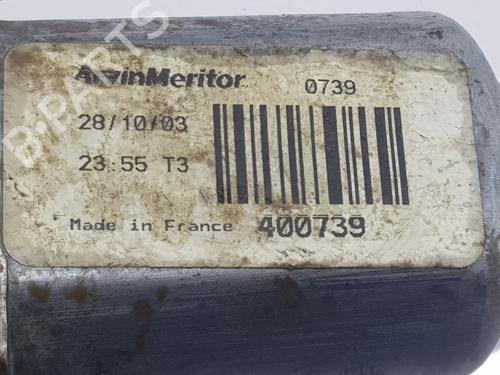 ArvinMeritor 0739
28/10/03
23:55 T3
Made in France 400739
B-PARTS